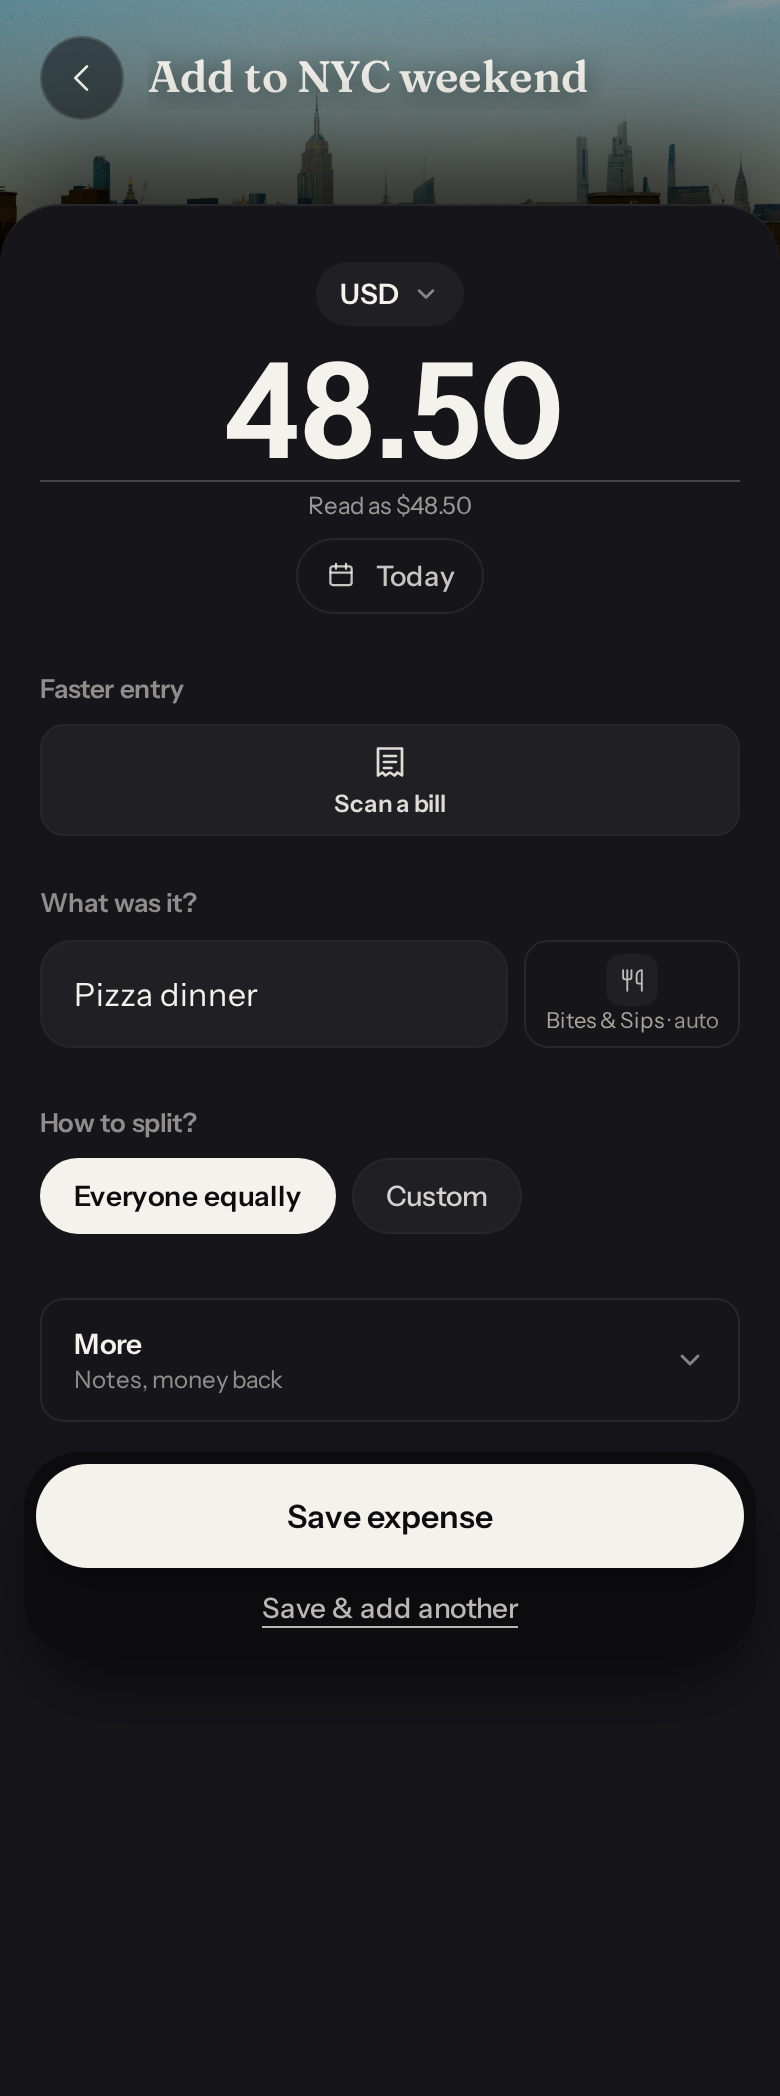 Add to NYC weekend
USD
48.50
Read as $48.50
Today
Faster entry
Scan a bill
What was it?
Pizza dinner
Bites & Sips · auto
How to split?
Everyone equally
Custom
More
Notes, money back
Save expense
Save & add another